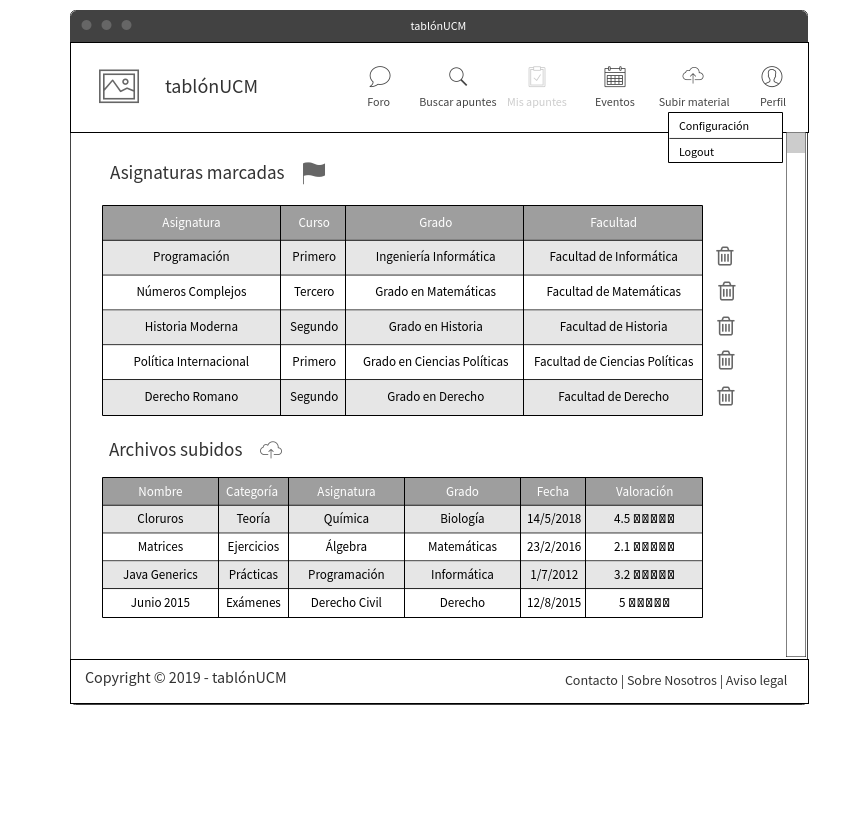 tablónUCM
tablónUCM
Foro Buscar apuntes Mis apuntes Eventos Subir material Perfil
Configuración
Logout
Asignaturas marcadas
Asignatura Curso Grado Facultad
Programación Primero Ingeniería Informática Facultad de Informática
Números Complejos Tercero Grado en Matemáticas Facultad de Matemáticas
Historia Moderna Segundo Grado en Historia Facultad de Historia
Política Internacional Primero Grado en Ciencias Políticas Facultad de Ciencias Políticas
Derecho Romano Segundo Grado en Derecho Facultad de Derecho
Archivos subidos
Nombre Categoría Asignatura Grado Fecha Valoración
Cloruros Teoría Química Biología 14/5/2018 4.5
Matrices Ejercicios Álgebra Matemáticas 23/2/2016 2.1
Java Generics Prácticas Programación Informática 1/7/2012 3.2
Junio 2015 Exámenes Derecho Civil Derecho 12/8/2015 5
Copyright © 2019 - tablónUCM
Contacto | Sobre Nosotros | Aviso legal